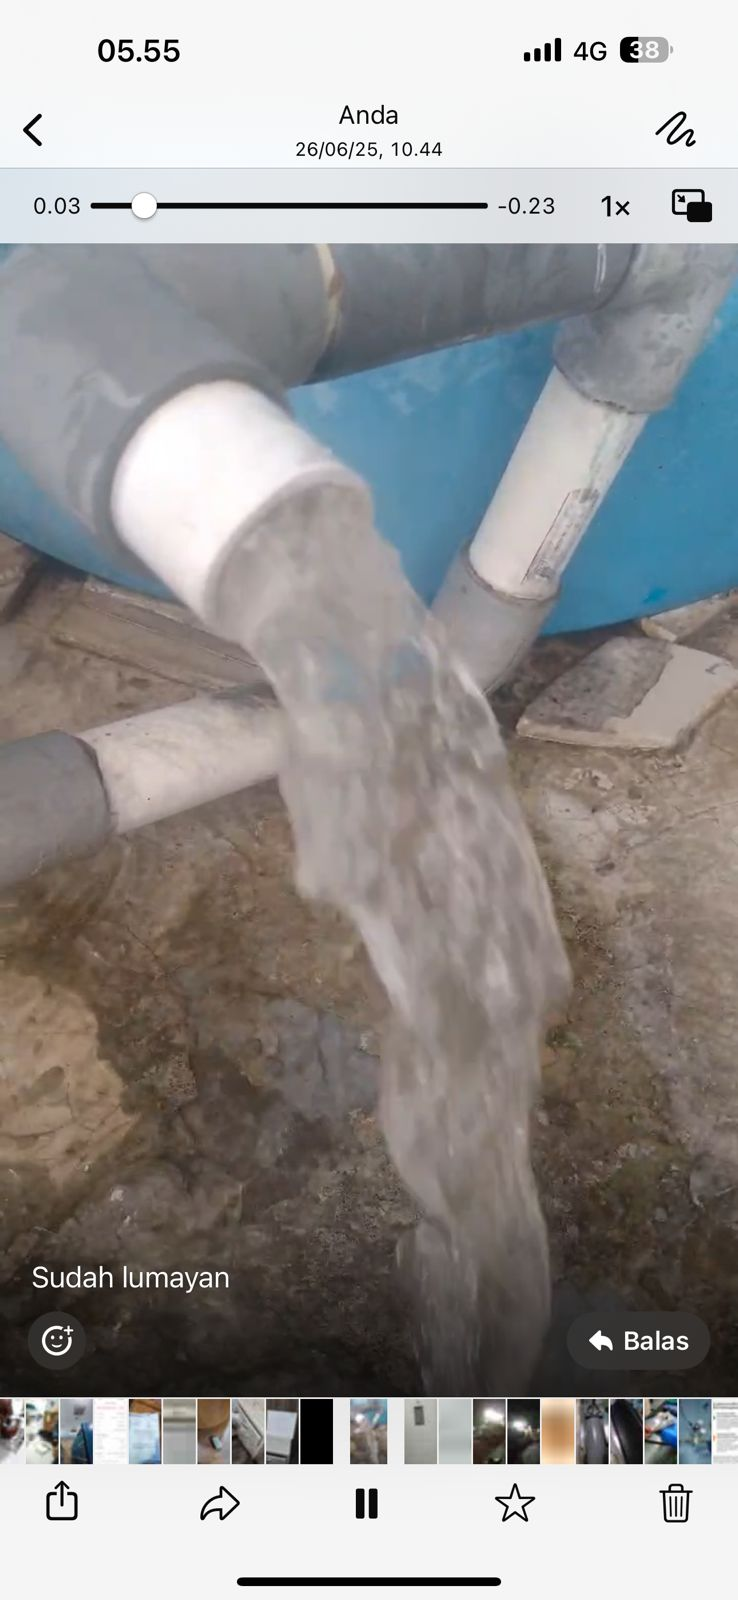 05.55
4G 38
Anda
26/06/25, 10.44
0.03 -0.23 1×
Sudah lumayan
Balas